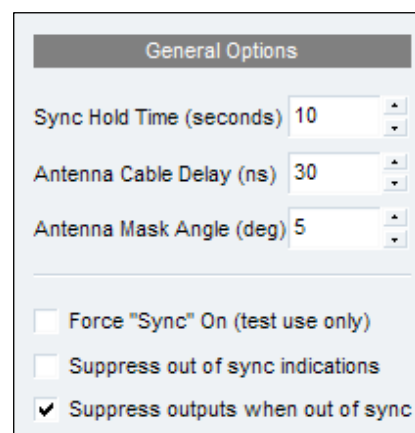 General Options
Sync Hold Time (seconds) 10
Antenna Cable Delay (ns) 30
Antenna Mask Angle (deg) 5
Force "Sync" On (test use only)
Suppress out of sync indications
Suppress outputs when out of sync